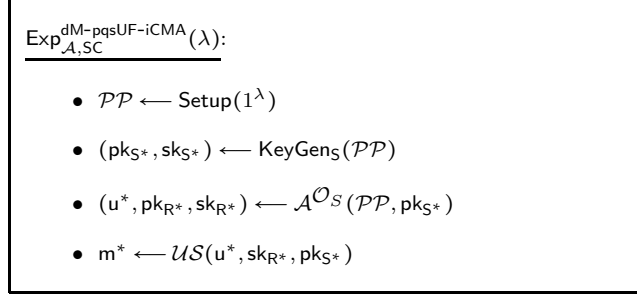 Exp^{dM-pqsUF-iCMA}_{𝒜,SC}(λ):
• 𝒫𝒫 ⟵ Setup(1^λ)
• (pk_{S*}, sk_{S*}) ⟵ KeyGen_S(𝒫𝒫)
• (u*, pk_{R*}, sk_{R*}) ⟵ 𝒜^{𝒪_S}(𝒫𝒫, pk_{S*})
• m* ⟵ 𝒰𝒮(u*, sk_{R*}, pk_{S*})